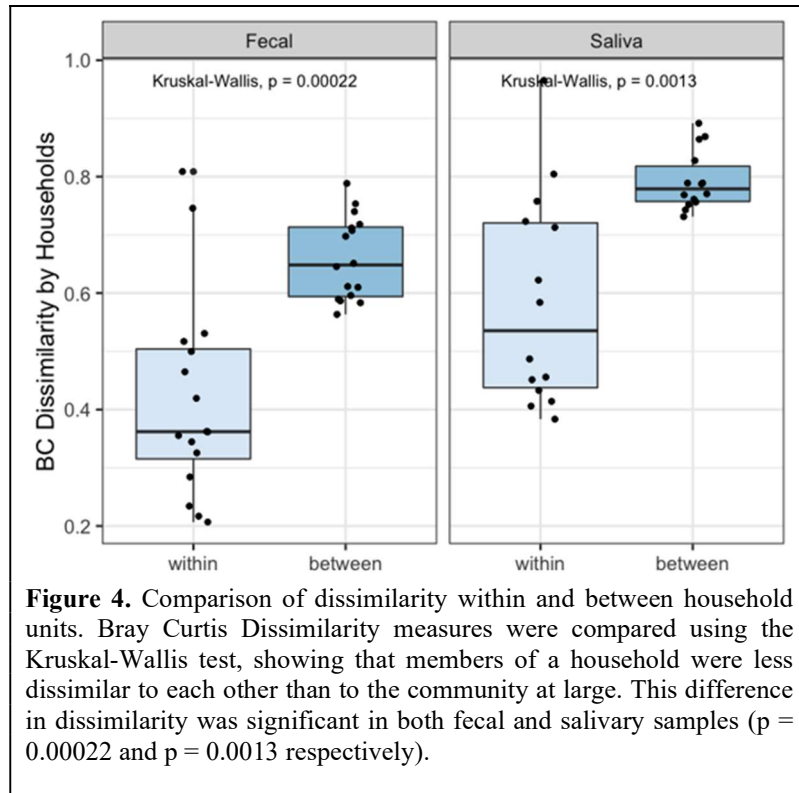 Fecal
Saliva
Kruskal-Wallis, p = 0.00022
Kruskal-Wallis, p = 0.0013
BC Dissimilarity by Households
1.0
0.8
0.6
0.4
0.2
within
between
within
between
Figure 4. Comparison of dissimilarity within and between household
units. Bray Curtis Dissimilarity measures were compared using the
Kruskal-Wallis test, showing that members of a household were less
dissimilar to each other than to the community at large. This difference
in dissimilarity was significant in both fecal and salivary samples (p =
0.00022 and p = 0.0013 respectively).